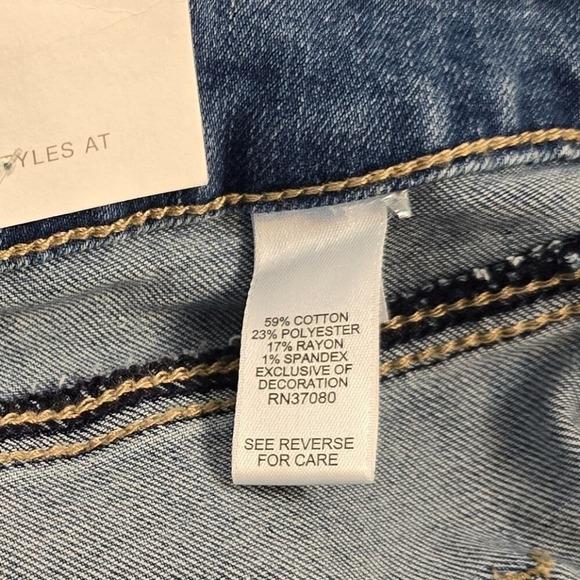 YLES AT
59% COTTON
23% POLYESTER
17% RAYON
1% SPANDEX
EXCLUSIVE OF
DECORATION
RN37080
SEE REVERSE
FOR CARE